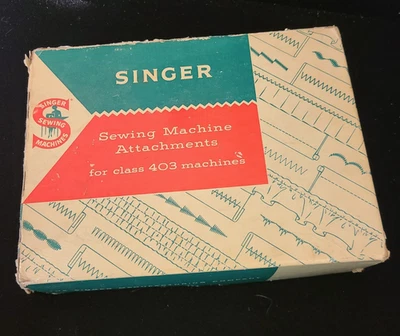 SINGER
SINGER
SEWING
MACHINES
Sewing Machine
Attachments
for class 403 machines